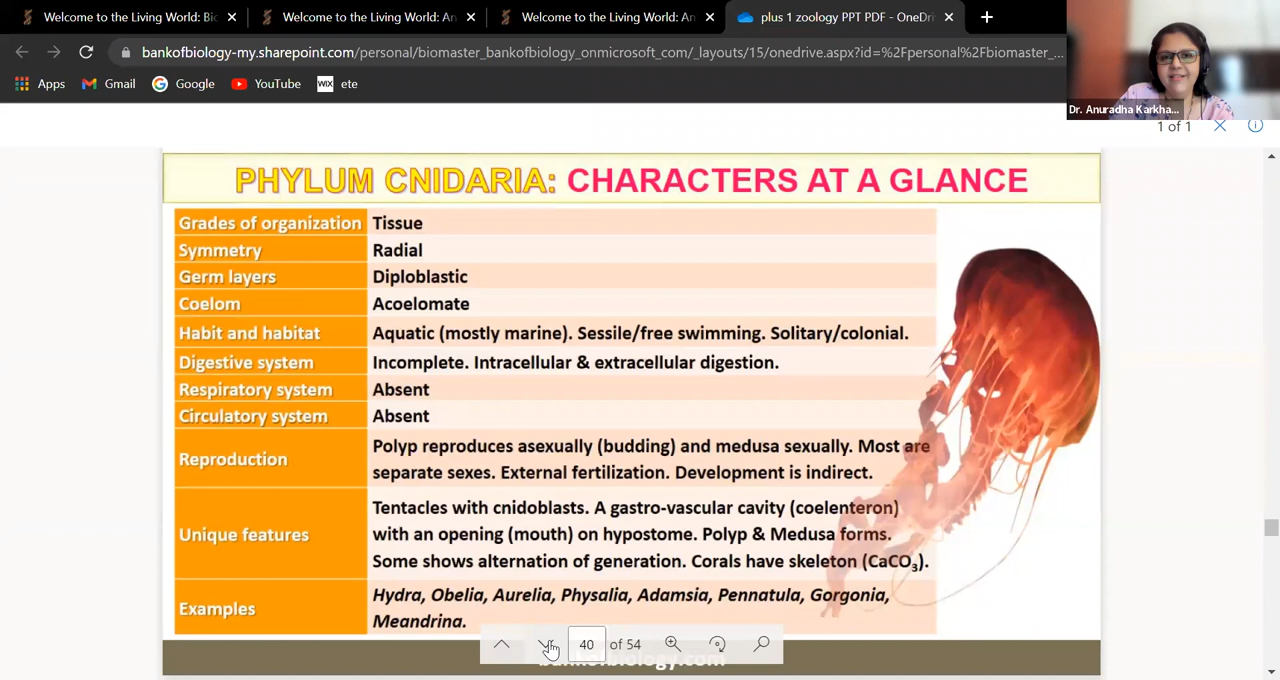 Welcome to the Living World: Bio
Welcome to the Living World: An
Welcome to the Living World: An
plus 1 zoology PPT PDF - OneDri
bankofbiology-my.sharepoint.com/personal/biomaster_bankofbiology_onmicrosoft_com/_layouts/15/onedrive.aspx?id=%2Fpersonal%2Fbiomaster_...
Apps Gmail Google YouTube WIX ete
Dr. Anuradha Karkha...
1 of 1
PHYLUM CNIDARIA: CHARACTERS AT A GLANCE
Grades of organization Tissue
Symmetry Radial
Germ layers Diploblastic
Coelom Acoelomate
Habit and habitat Aquatic (mostly marine). Sessile/free swimming. Solitary/colonial.
Digestive system Incomplete. Intracellular & extracellular digestion.
Respiratory system Absent
Circulatory system Absent
Reproduction Polyp reproduces asexually (budding) and medusa sexually. Most are
separate sexes. External fertilization. Development is indirect.
Unique features Tentacles with cnidoblasts. A gastro-vascular cavity (coelenteron)
with an opening (mouth) on hypostome. Polyp & Medusa forms.
Some shows alternation of generation. Corals have skeleton (CaCO₃).
Examples Hydra, Obelia, Aurelia, Physalia, Adamsia, Pennatula, Gorgonia,
Meandrina.
40 of 54
bankofbiology.com